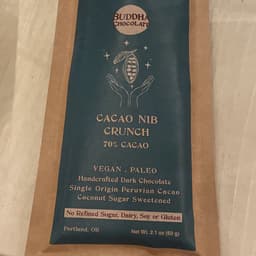 BUDDHA
CHOCOLATE
CACAO NIB
CRUNCH
70% CACAO
VEGAN . PALEO
Handcrafted Dark Chocolate
Single Origin Peruvian Cacao
Coconut Sugar Sweetened
No Refined Sugar, Dairy, Soy or Gluten
Portland, OR
Net Wt. 2.1 oz (60 g)